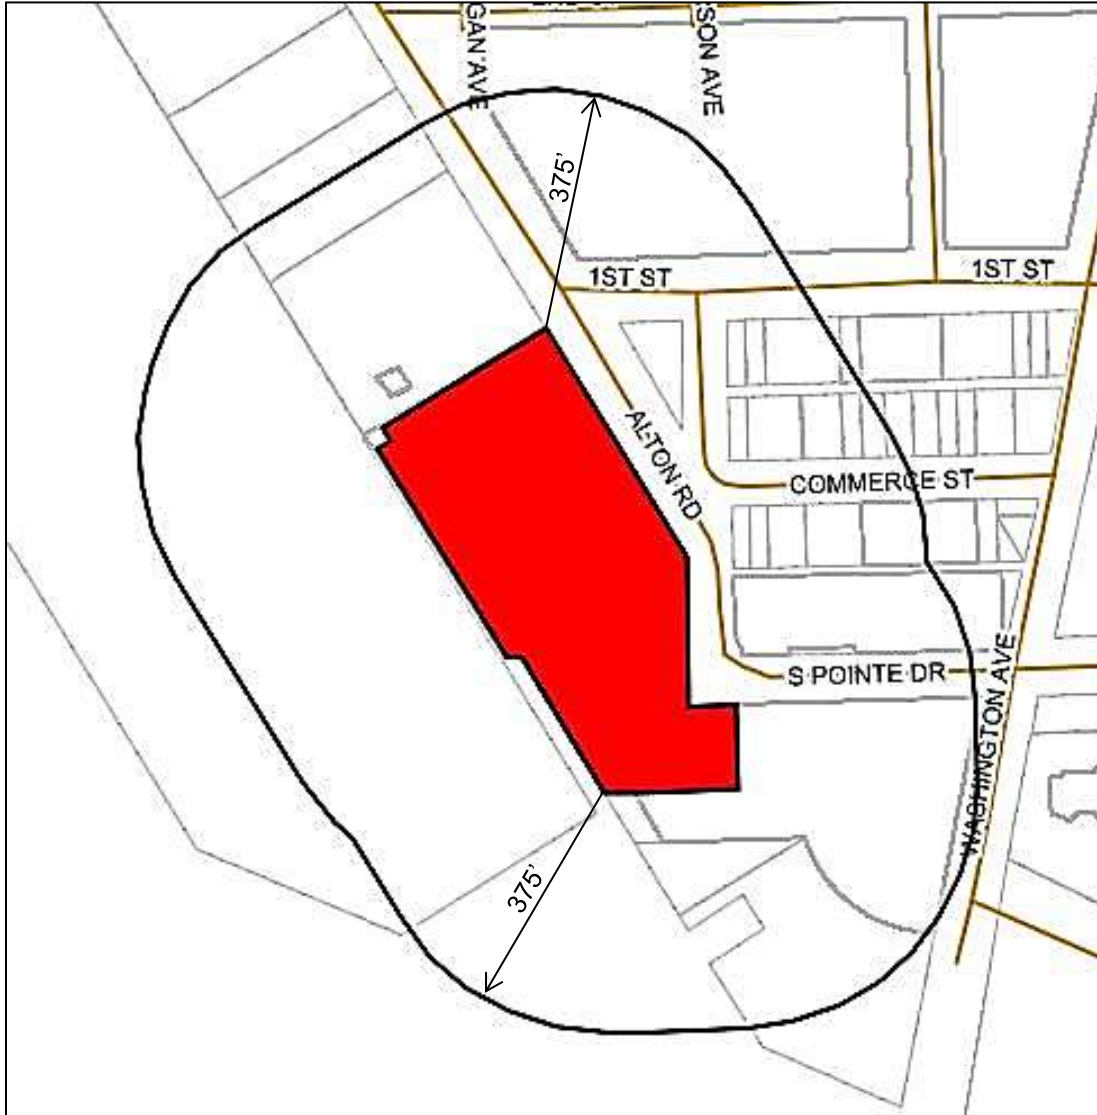 GAN AVE
SON AVE
375'
1ST ST
1ST ST
ALTON RD
COMMERCE ST
S POINTE DR
WASHINGTON AVE
375'